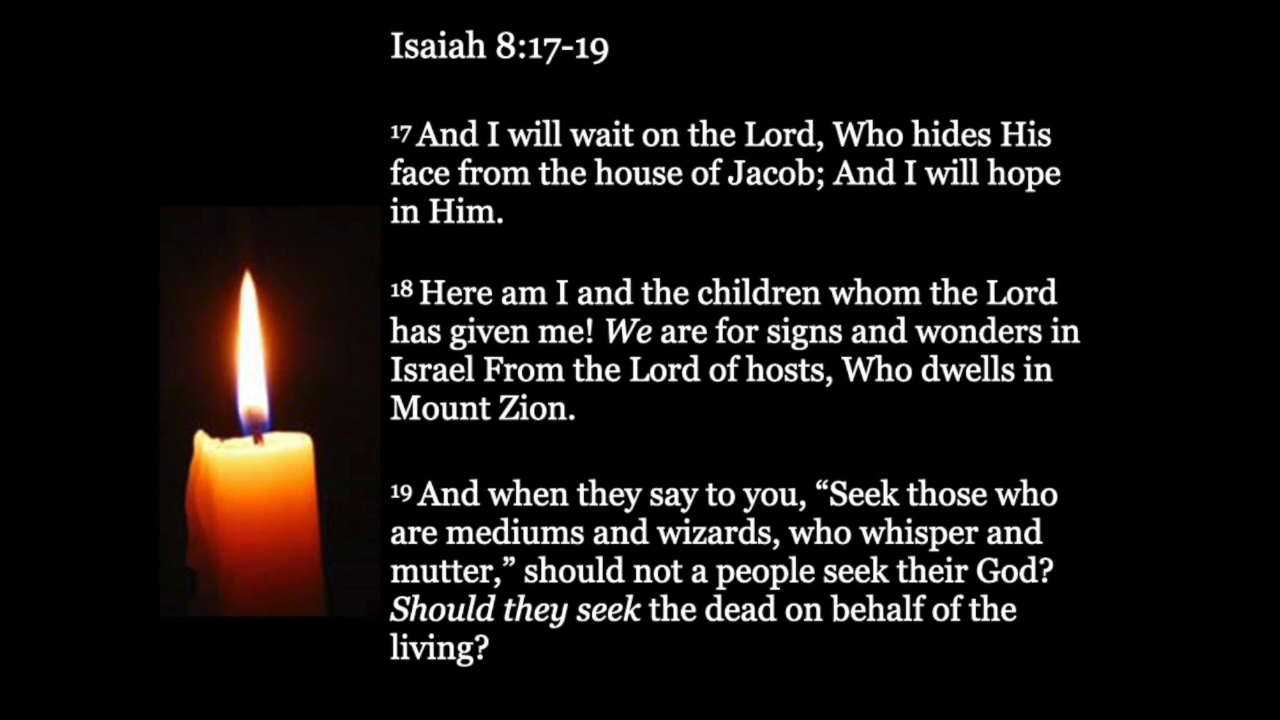 Isaiah 8:17-19
17 And I will wait on the Lord, Who hides His
face from the house of Jacob; And I will hope
in Him.
18 Here am I and the children whom the Lord
has given me! We are for signs and wonders in
Israel From the Lord of hosts, Who dwells in
Mount Zion.
19 And when they say to you, “Seek those who
are mediums and wizards, who whisper and
mutter,” should not a people seek their God?
Should they seek the dead on behalf of the
living?